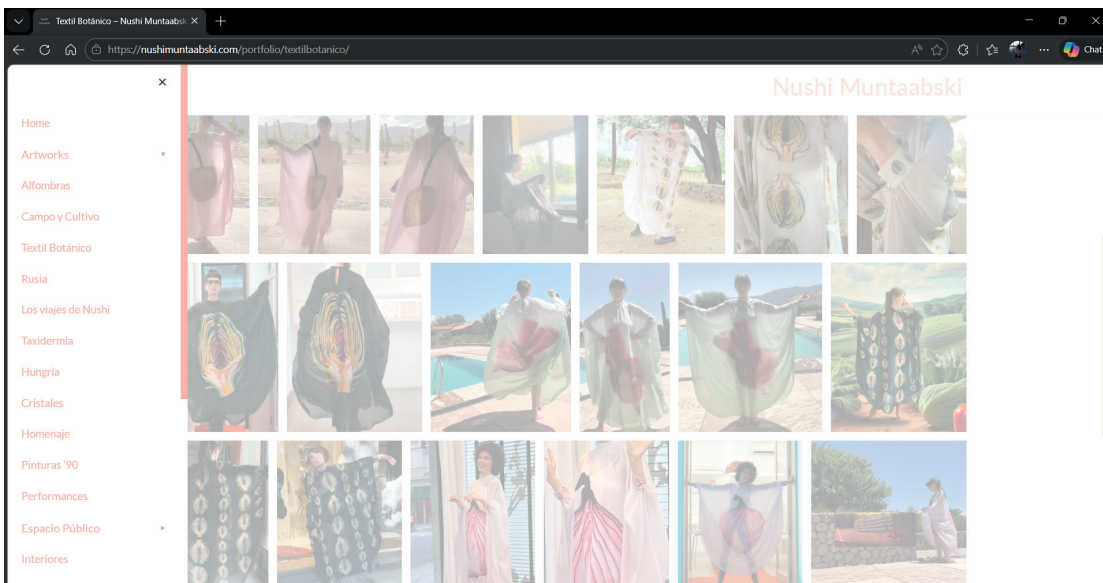 Textil Botánico – Nushi Muntaabsk
https://nushimuntaabski.com/portfolio/textilbotanico/
Chat
Nushi Muntaabski
Home
Artworks
Alfombras
Campo y Cultivo
Textil Botánico
Rusia
Los viajes de Nushi
Taxidermia
Hungría
Cristales
Homenaje
Pinturas '90
Performances
Espacio Público
Interiores